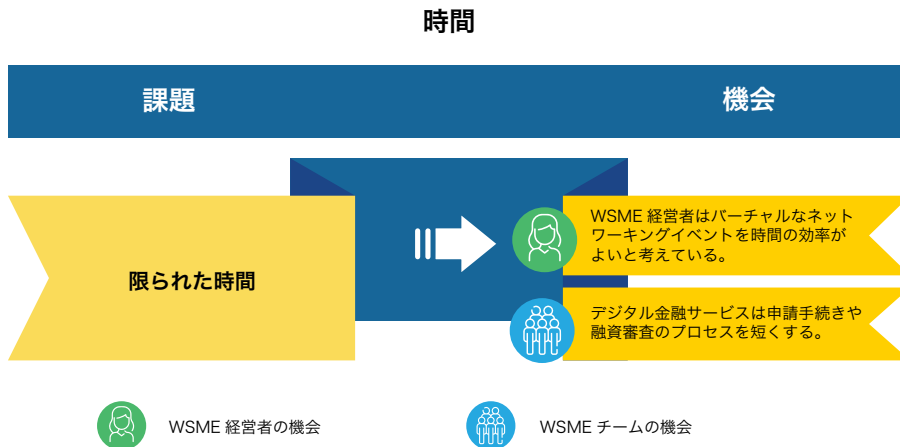 時間
課題
機会
限られた時間
WSME 経営者はバーチャルなネット
ワーキングイベントを時間の効率が
よいと考えている。
デジタル金融サービスは申請手続きや
融資審査のプロセスを短くする。
WSME 経営者の機会
WSME チームの機会